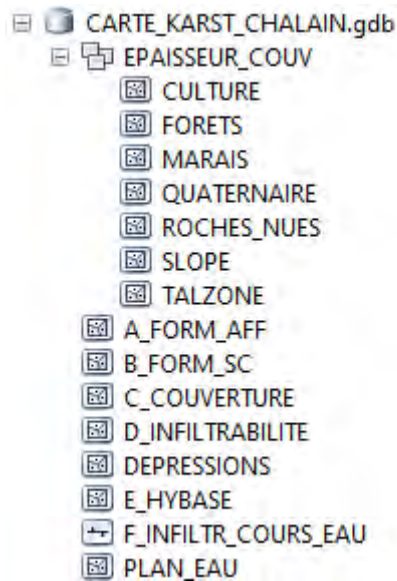 CARTE_KARST_CHALAIN.gdb
EPAISSEUR_COUV
CULTURE
FORETS
MARAIS
QUATERNAIRE
ROCHES_NUES
SLOPE
TALZONE
A_FORM_AFF
B_FORM_SC
C_COUVERTURE
D_INFILTRABILITE
DEPRESSIONS
E_HYBASE
F_INFILTR_COURS_EAU
PLAN_EAU